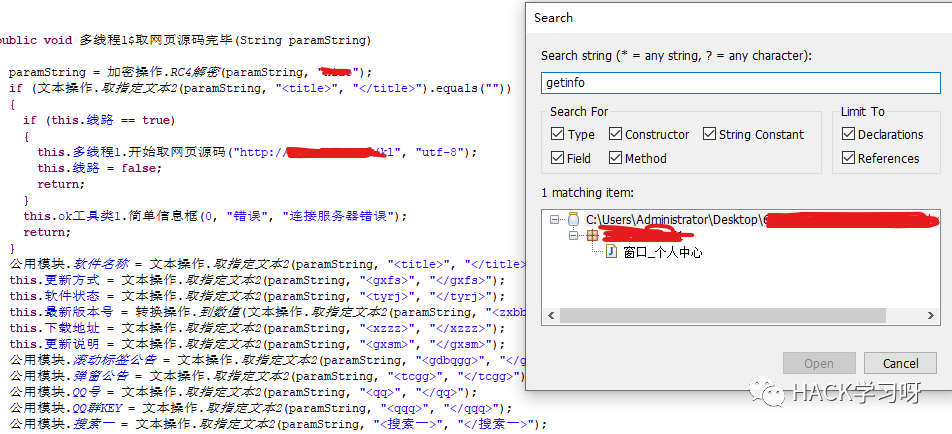 public void 多线程1$取网页源码完毕(String paramString)
paramString = 加密操作.RC4解密(paramString, "");
if (文本操作.取指定文本2(paramString, "<title>", "</title>").equals(""))
{
if (this.线路 == true)
{
this.多线程1.开始取网页源码("http:// /kl", "utf-8");
this.线路 = false;
return;
}
this.ok工具类1.简单信息框(0, "错误", "连接服务器错误");
return;
}
公用模块.软件名称 = 文本操作.取指定文本2(paramString, "<title>", "</title>
this.更新方式 = 文本操作.取指定文本2(paramString, "<gxfs>", "</gxfs>");
this.软件状态 = 文本操作.取指定文本2(paramString, "<tyrj>", "</tyrj>");
this.最新版本号 = 转换操作.到数值(文本操作.取指定文本2(paramString, "<zxbb
this.下载地址 = 文本操作.取指定文本2(paramString, "<xzzz>", "</xzzz>");
this.更新说明 = 文本操作.取指定文本2(paramString, "<gxsm>", "</gxsm>");
公用模块.滚动标签公告 = 文本操作.取指定文本2(paramString, "<gdbqgg>", "</g
公用模块.弹窗公告 = 文本操作.取指定文本2(paramString, "<tcgg>", "</tcgg>")
公用模块.QQ号 = 文本操作.取指定文本2(paramString, "<qq>", "</qq>");
公用模块.QQ群KEY = 文本操作.取指定文本2(paramString, "<qqq>", "</qqq>");
公用模块.搜索一 = 文本操作.取指定文本2(paramString, "<搜索一>", "</搜索一>");
Search
Search string (* = any string, ? = any character):
getinfo
Search For
Limit To
Type
Constructor
String Constant
Declarations
Field
Method
References
1 matching item:
C:\Users\Administrator\Desktop\
窗口_个人中心
Open
Cancel
HACK学习呀